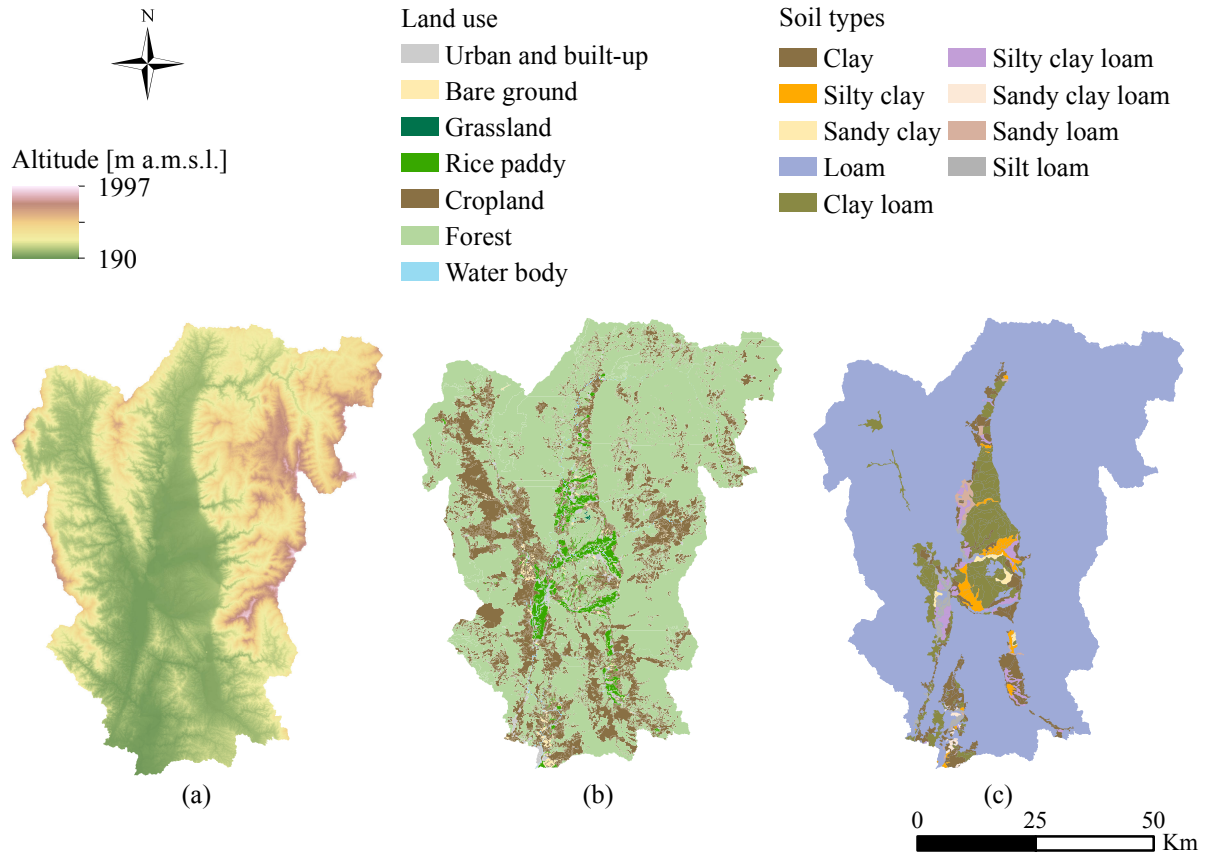 N
Altitude [m a.m.s.l.]
1997
190
Land use
Urban and built-up
Bare ground
Grassland
Rice paddy
Cropland
Forest
Water body
Soil types
Clay
Silty clay
Sandy clay
Loam
Clay loam
Silty clay loam
Sandy clay loam
Sandy loam
Silt loam
(a)
(b)
(c)
0 25 50
Km